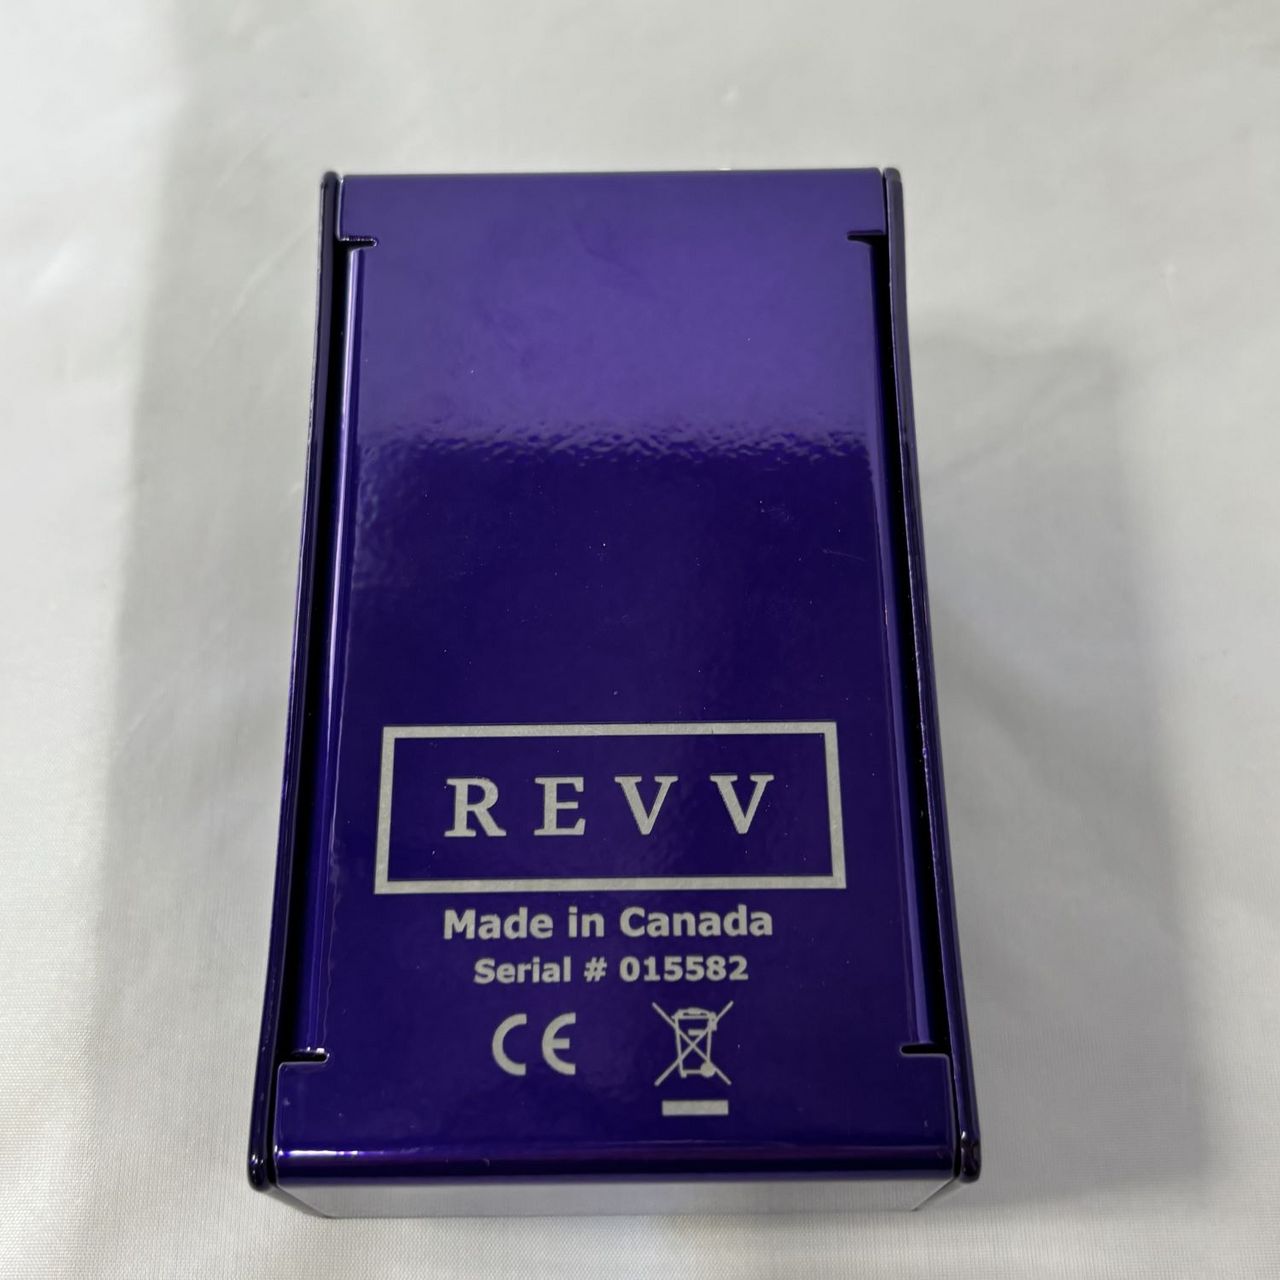 REVV
Made in Canada
Serial # 015582
CE